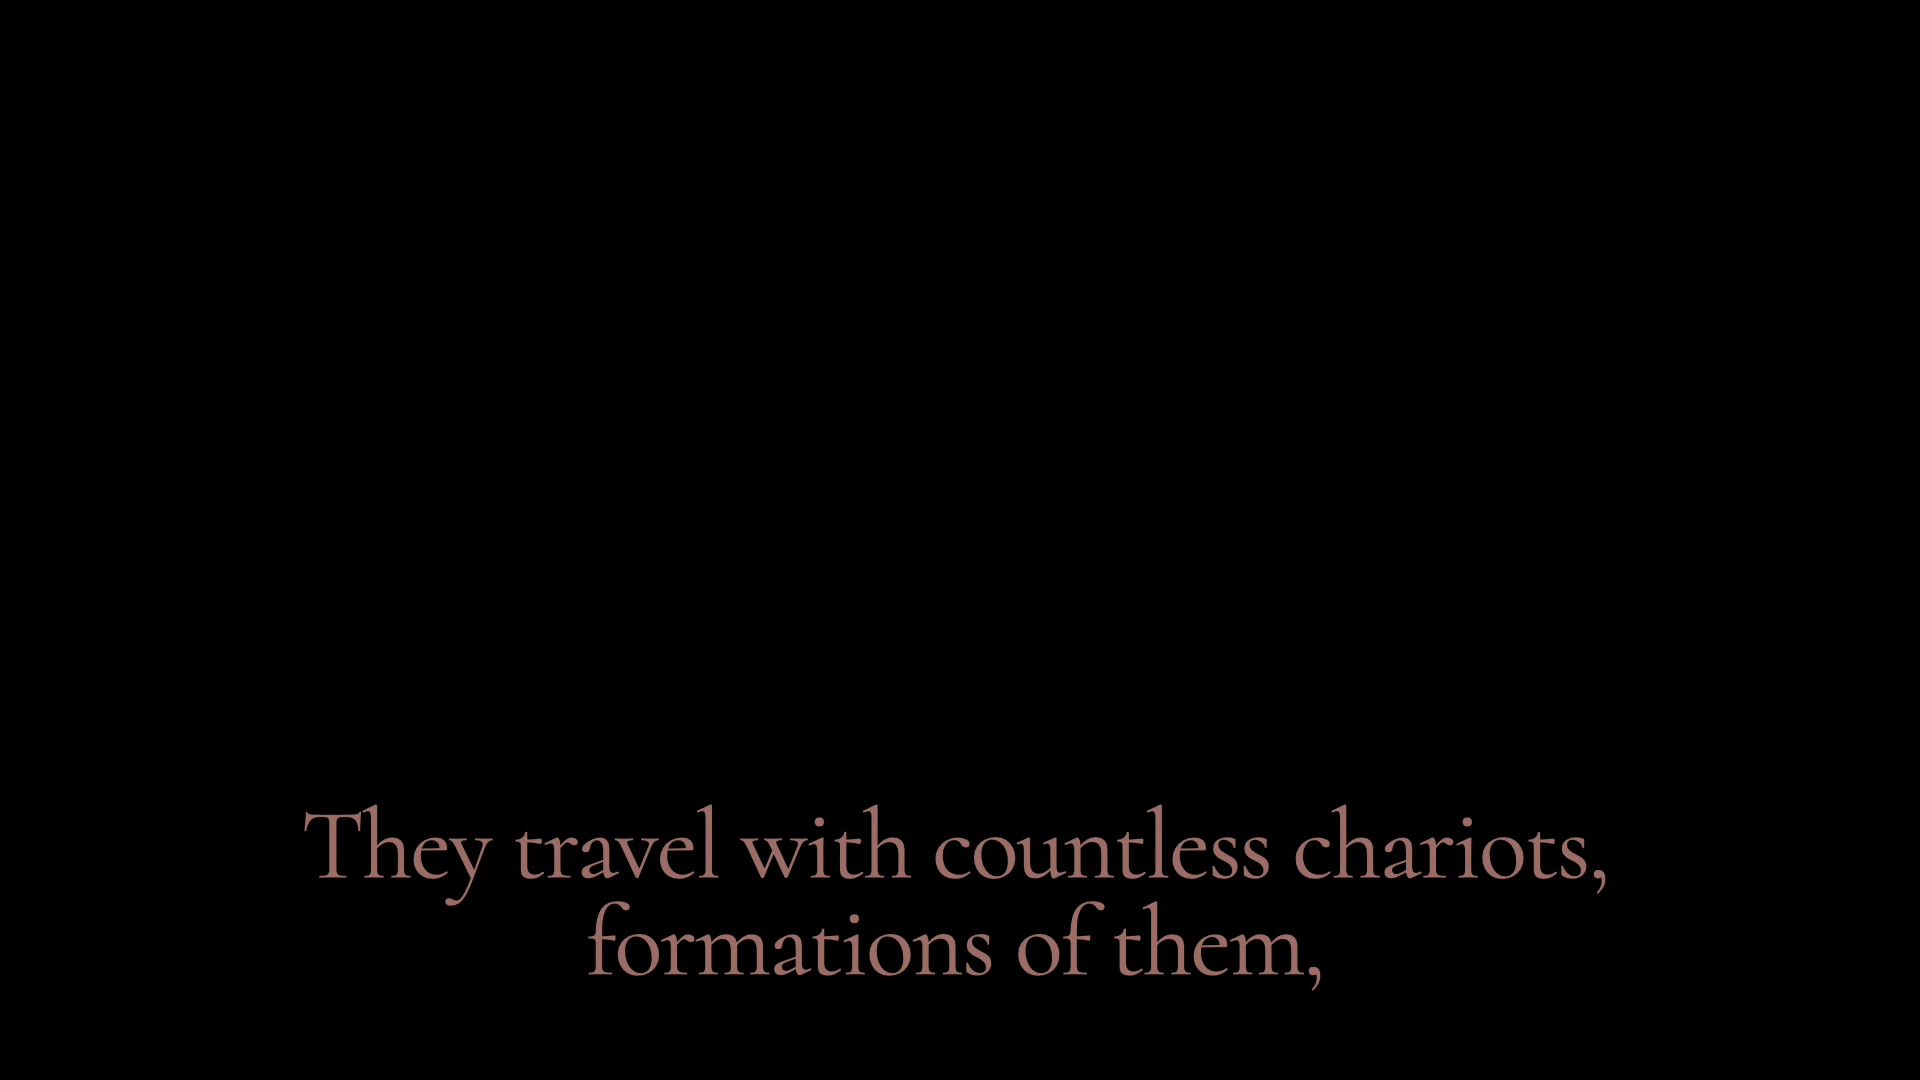 They travel with countless chariots,
formations of them,